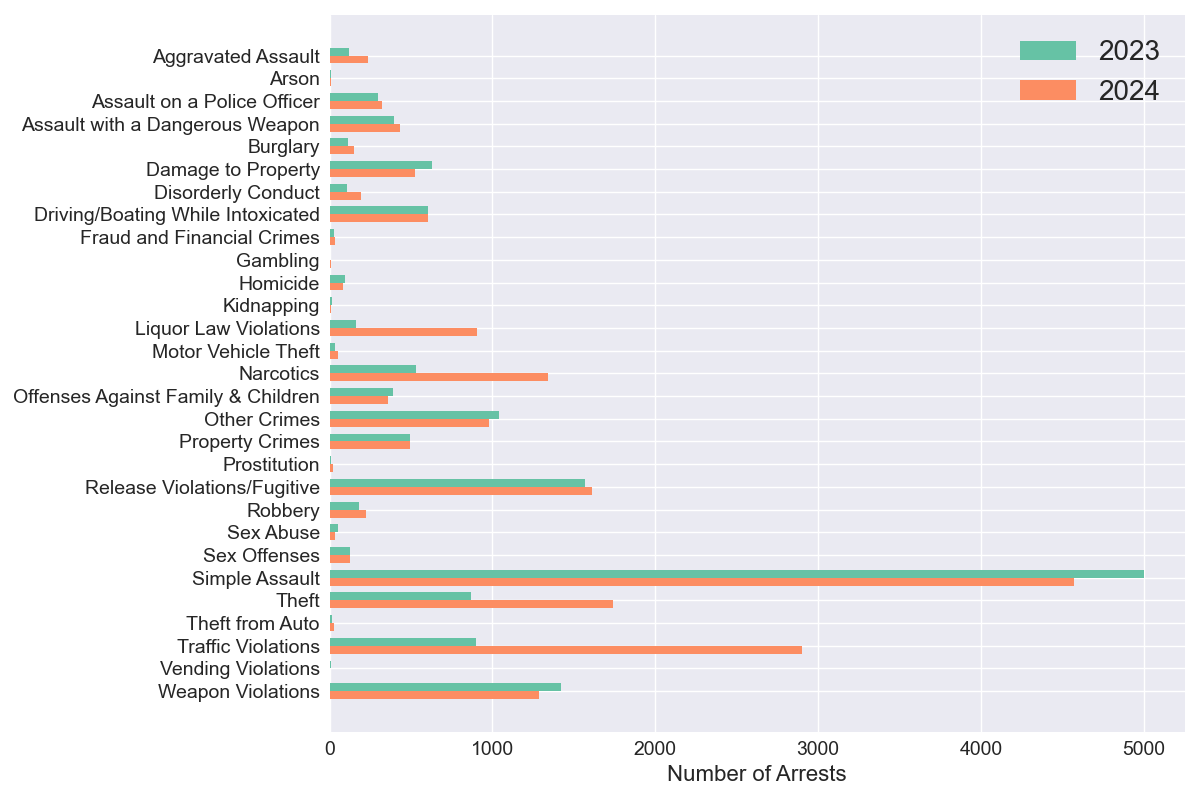 2023
2024
Aggravated Assault
Arson
Assault on a Police Officer
Assault with a Dangerous Weapon
Burglary
Damage to Property
Disorderly Conduct
Driving/Boating While Intoxicated
Fraud and Financial Crimes
Gambling
Homicide
Kidnapping
Liquor Law Violations
Motor Vehicle Theft
Narcotics
Offenses Against Family & Children
Other Crimes
Property Crimes
Prostitution
Release Violations/Fugitive
Robbery
Sex Abuse
Sex Offenses
Simple Assault
Theft
Theft from Auto
Traffic Violations
Vending Violations
Weapon Violations
0 1000 2000 3000 4000 5000
Number of Arrests